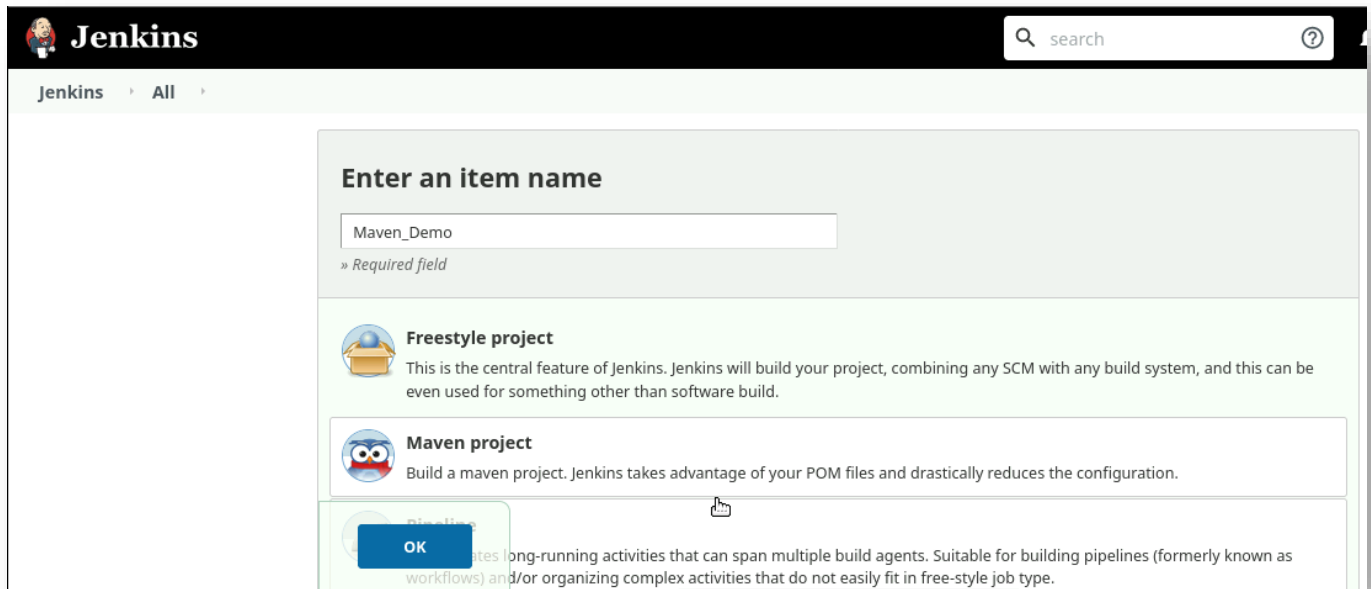 Jenkins
search
Jenkins All
Enter an item name
Maven_Demo
» Required field
Freestyle project
This is the central feature of Jenkins. Jenkins will build your project, combining any SCM with any build system, and this can be
even used for something other than software build.
Maven project
Build a maven project. Jenkins takes advantage of your POM files and drastically reduces the configuration.
Pipeline
OK
long-running activities that can span multiple build agents. Suitable for building pipelines (formerly known as
workflows) and/or organizing complex activities that do not easily fit in free-style job type.